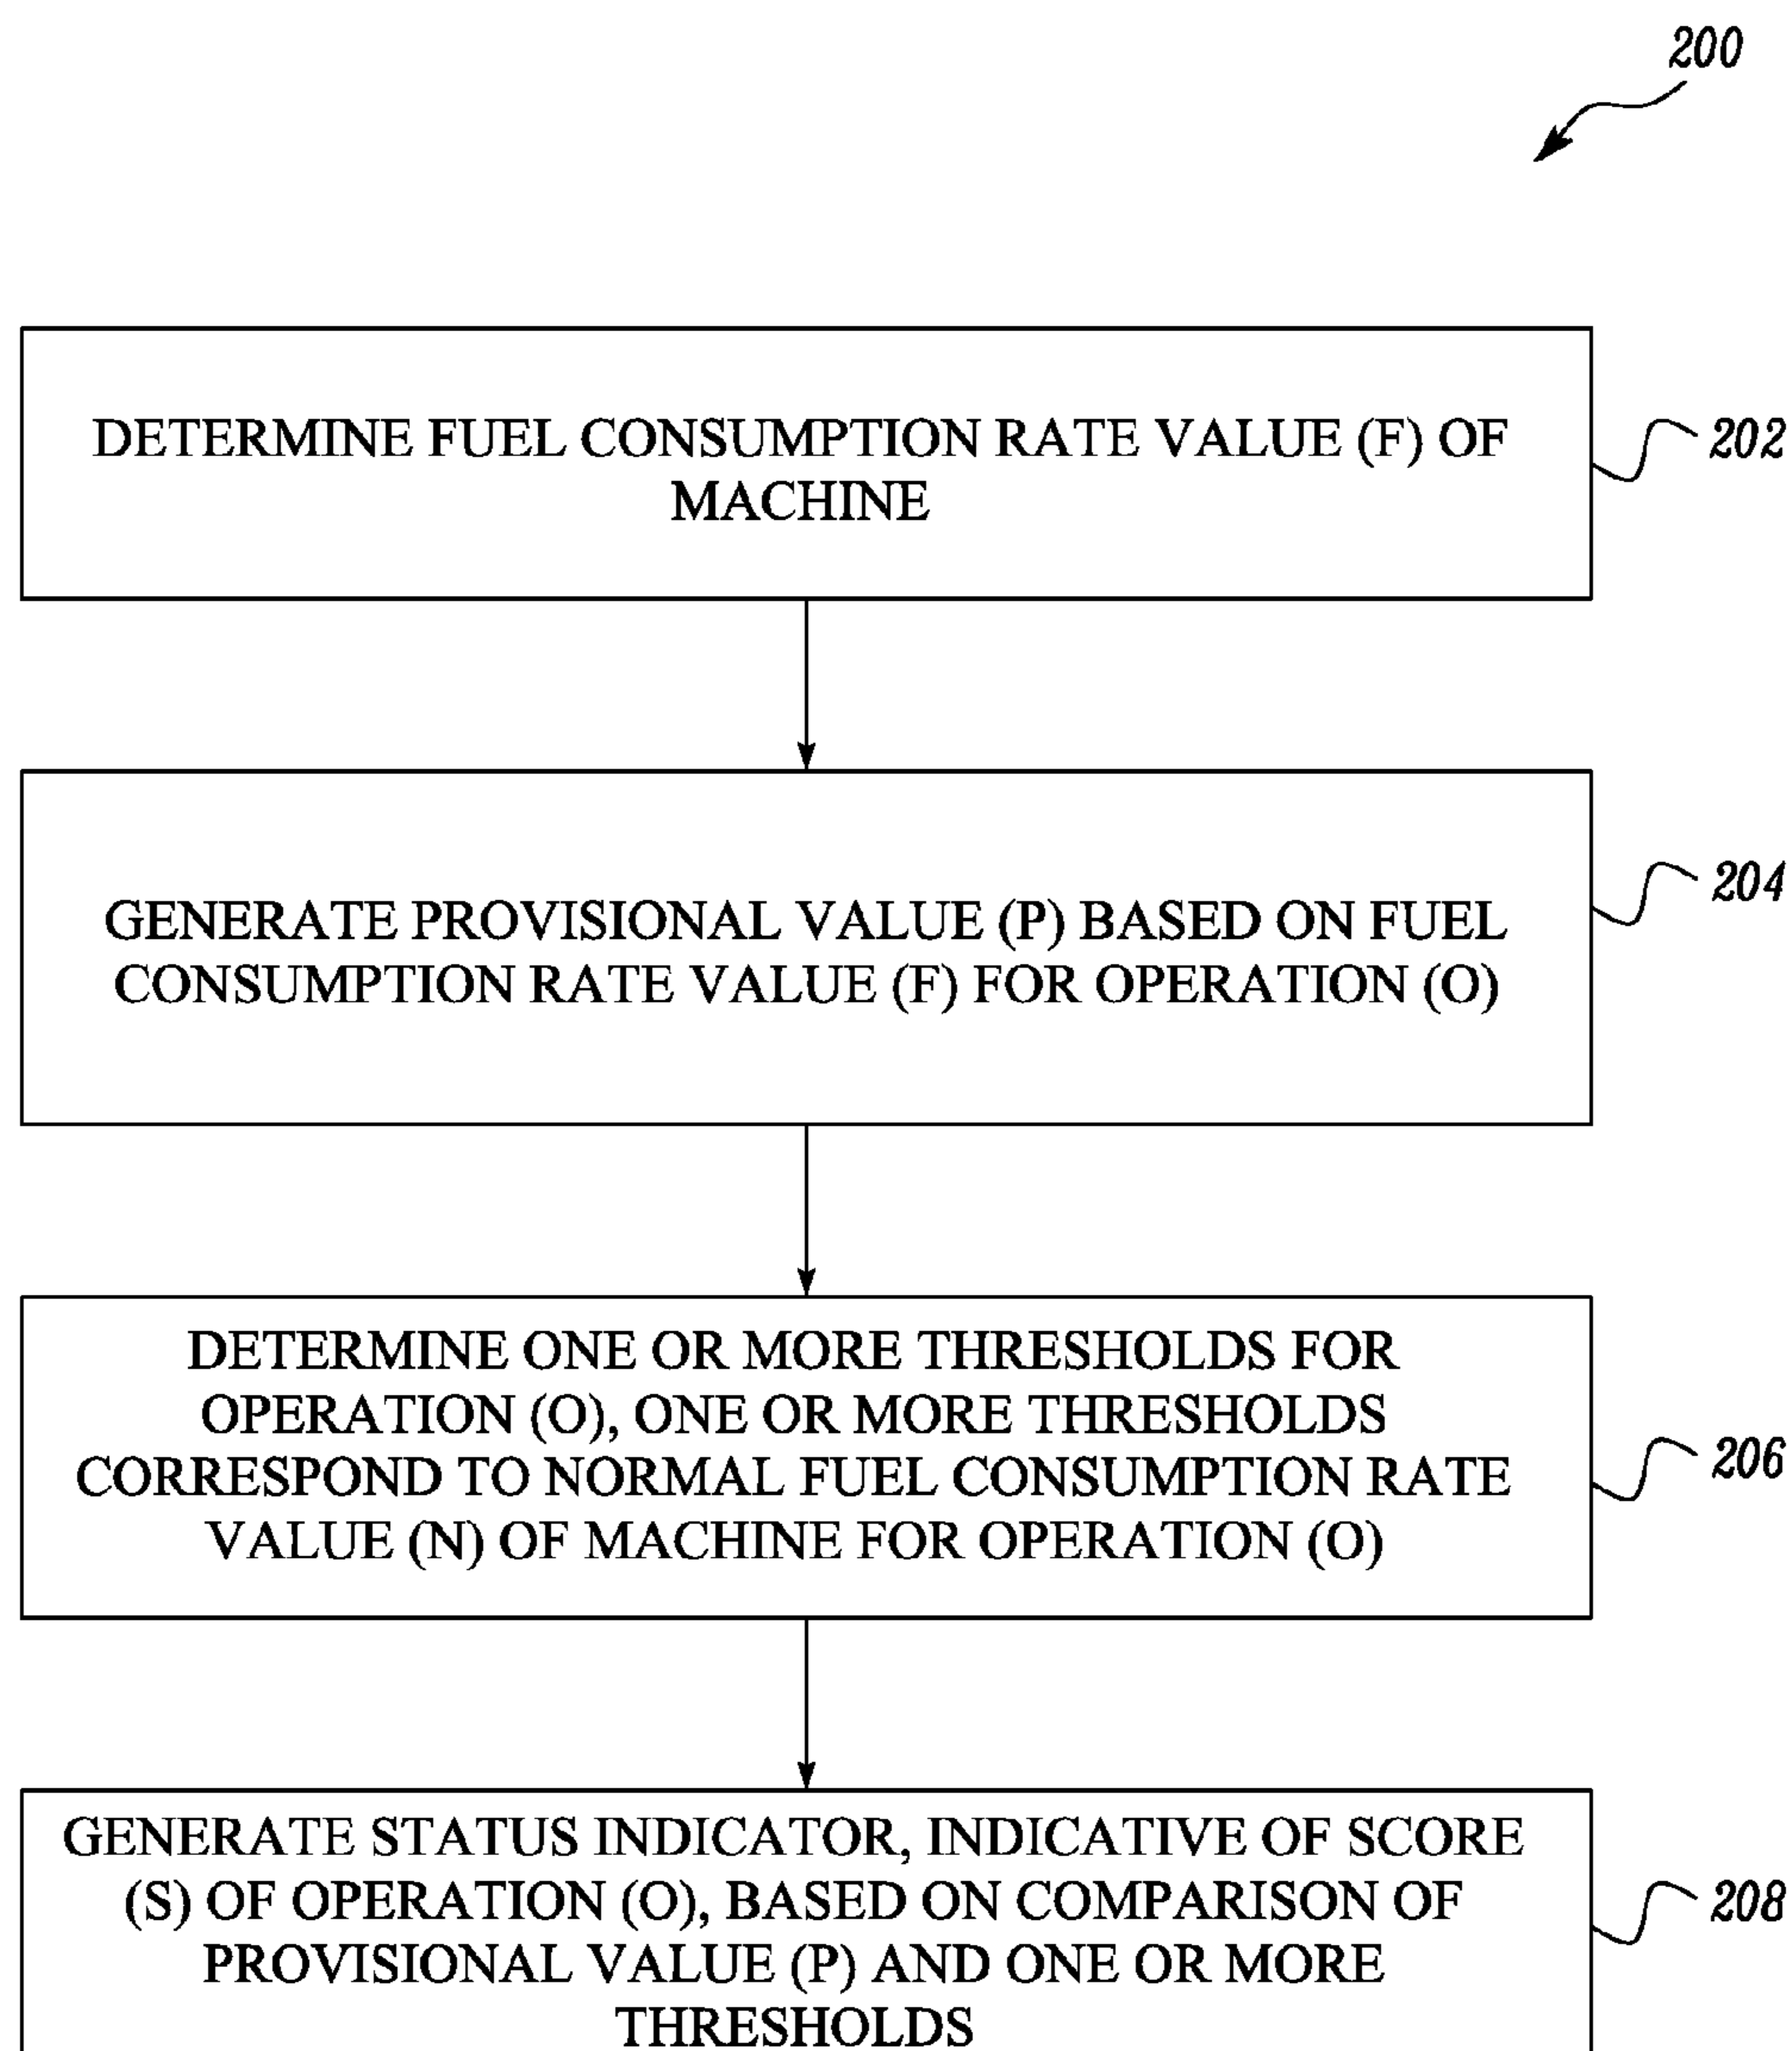 200
DETERMINE FUEL CONSUMPTION RATE VALUE (F) OF
MACHINE
202
GENERATE PROVISIONAL VALUE (P) BASED ON FUEL
CONSUMPTION RATE VALUE (F) FOR OPERATION (O)
204
DETERMINE ONE OR MORE THRESHOLDS FOR
OPERATION (O), ONE OR MORE THRESHOLDS
CORRESPOND TO NORMAL FUEL CONSUMPTION RATE
VALUE (N) OF MACHINE FOR OPERATION (O)
206
GENERATE STATUS INDICATOR, INDICATIVE OF SCORE
(S) OF OPERATION (O), BASED ON COMPARISON OF
PROVISIONAL VALUE (P) AND ONE OR MORE
THRESHOLDS
208